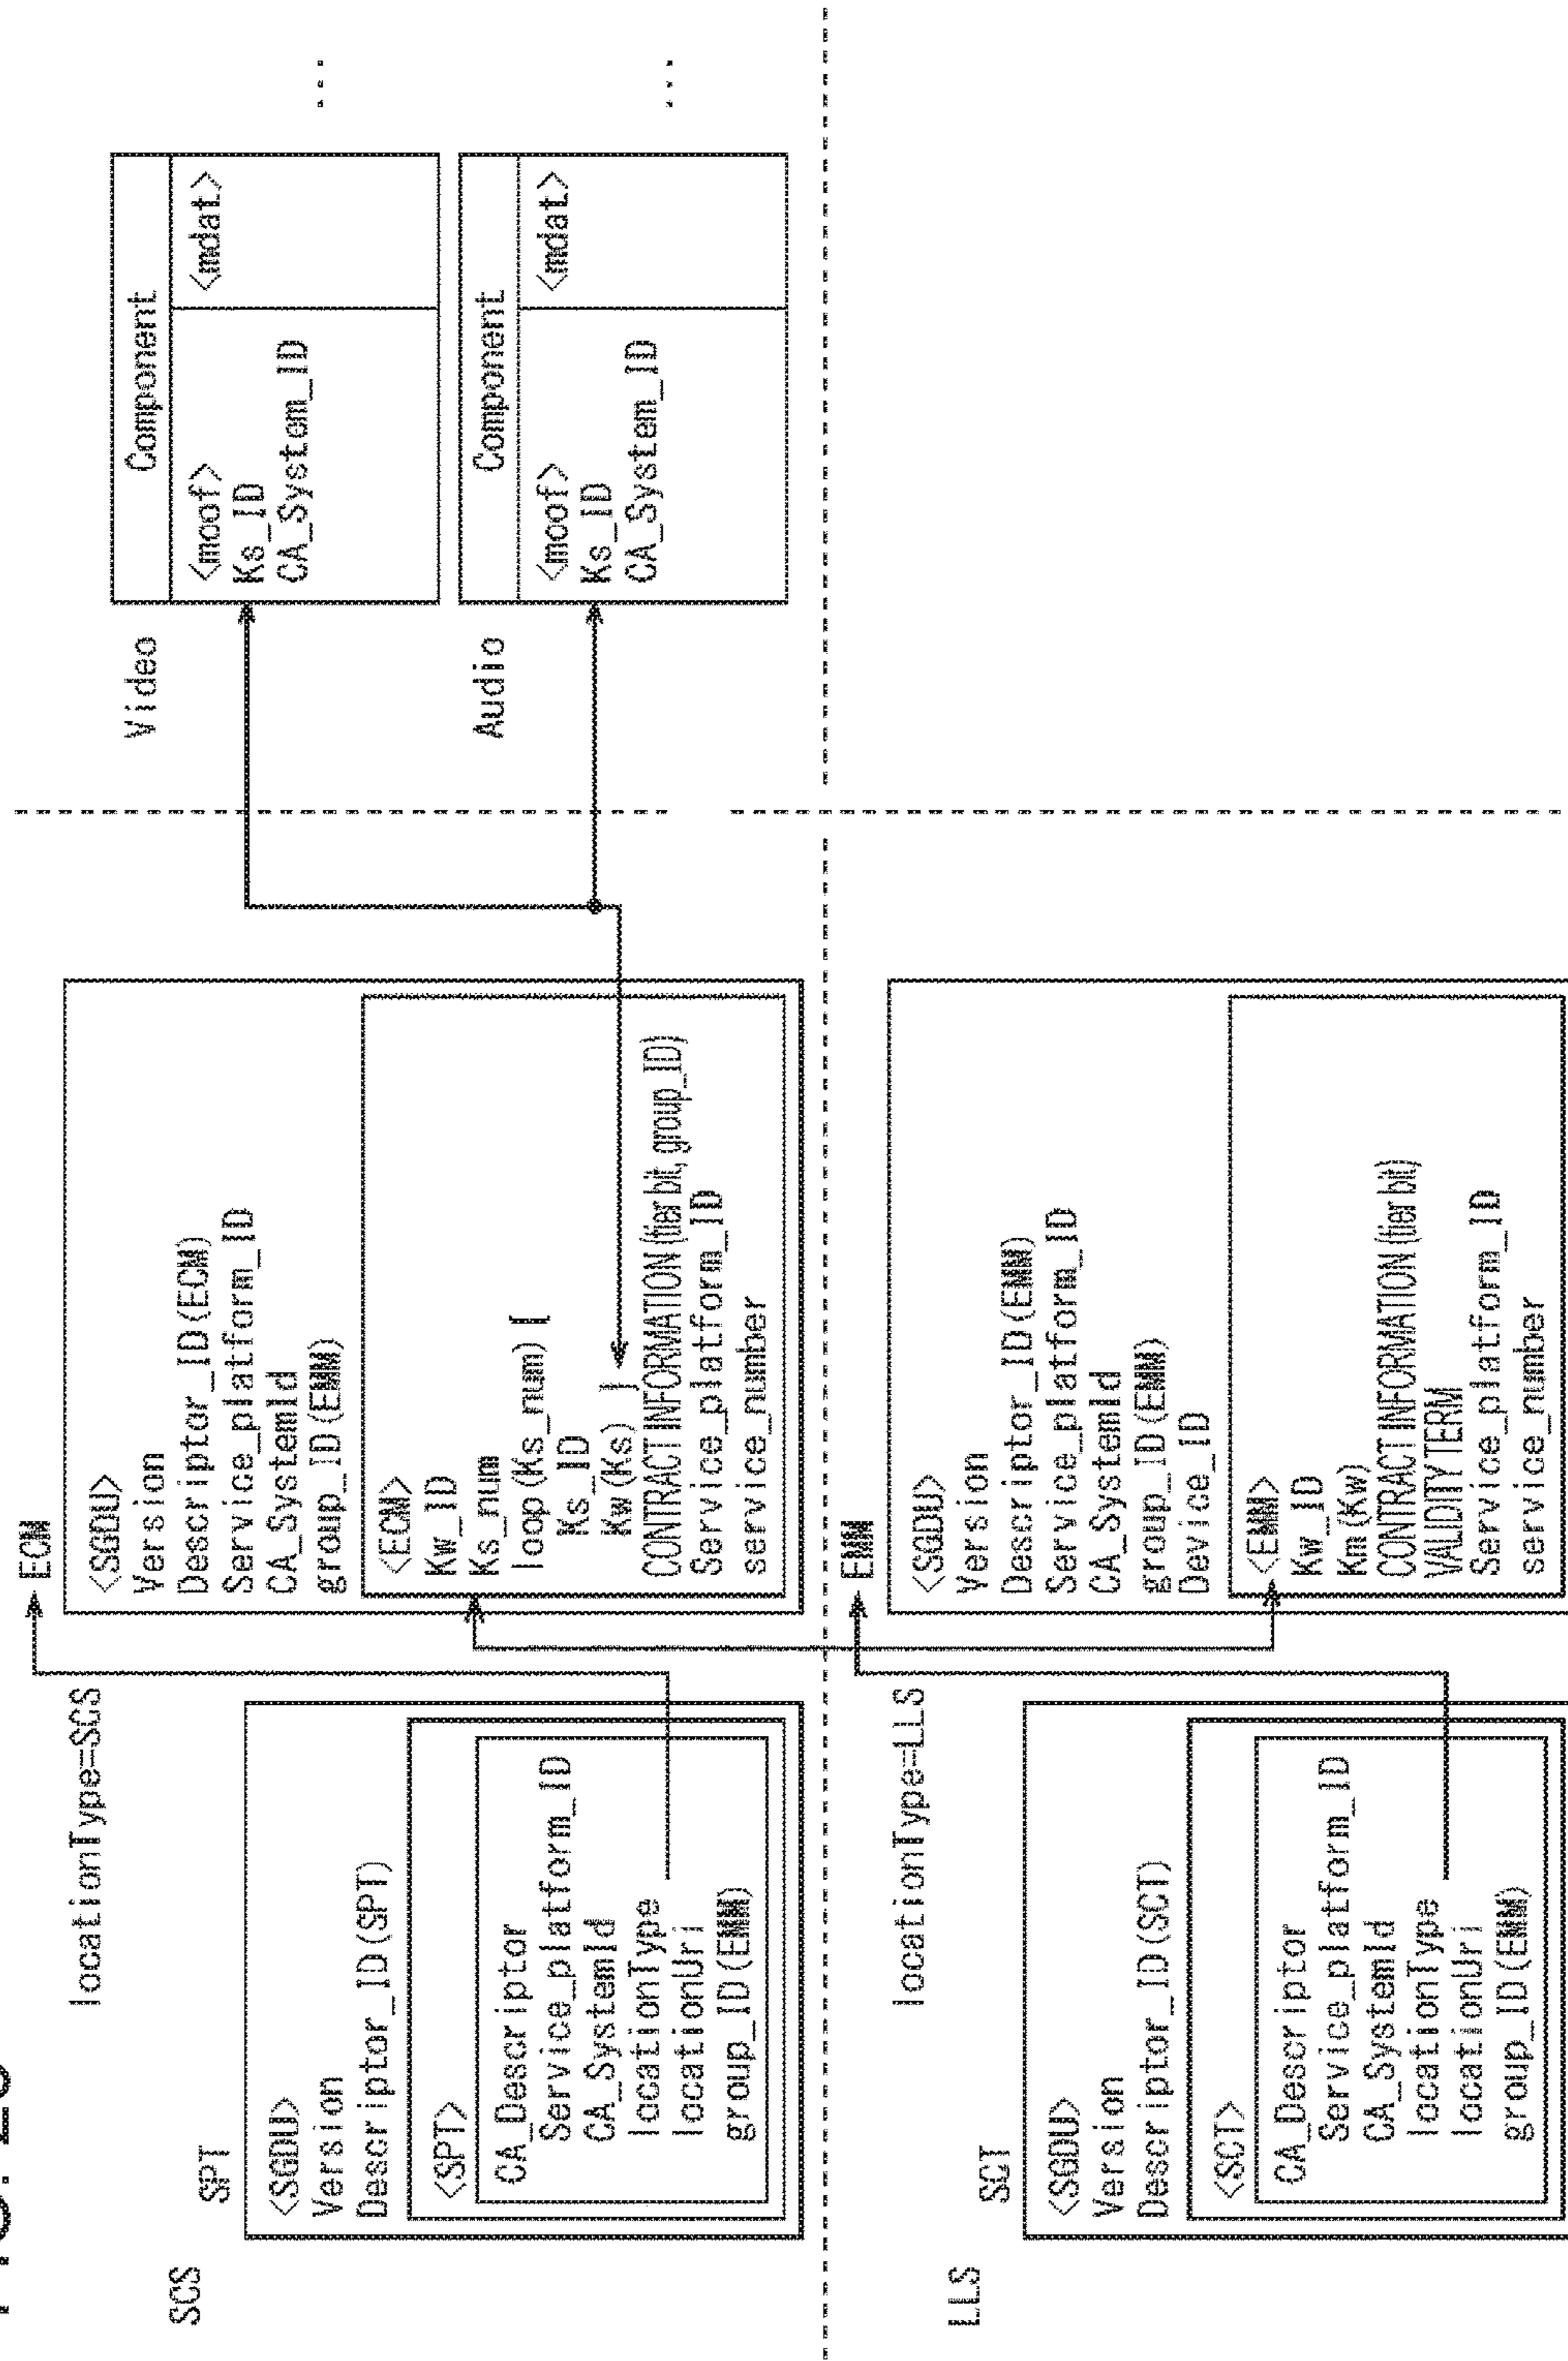 SCS
SPT
<SGDU>
Version
Descriptor_ID(SPT)
<SPT>
CA_Descriptor
Service_platform_ID
CA_SystemId
locationType
locationUri
group_ID(EMM)
locationType=SCS
ECM
<SGDU>
Version
Descriptor_ID(ECM)
Service_platform_ID
CA_SystemId
group_ID(EMM)
<ECM>
Kw_ID
Ks_num
loop(Ks_num) {
Ks_ID
Kw(Ks) }
CONTRACT INFORMATION (tier bit, group_ID)
Service_platform_ID
service_number
Video
Component
<moof>
Ks_ID
CA_System_ID
<mdat>
...
Audio
Component
<moof>
Ks_ID
CA_System_ID
<mdat>
...
LLS
SCT
<SGDU>
Version
Descriptor_ID(SCT)
<SCT>
CA_Descriptor
Service_platform_ID
CA_SystemId
locationType
locationUri
group_ID(EMM)
locationType=LLS
EMM
<SGDU>
Version
Descriptor_ID(EMM)
Service_platform_ID
CA_SystemId
group_ID(EMM)
Device_ID
<EMM>
Kw_ID
Km(Kw)
CONTRACT INFORMATION (tier bit)
VALIDITY TERM
Service_platform_ID
service_number